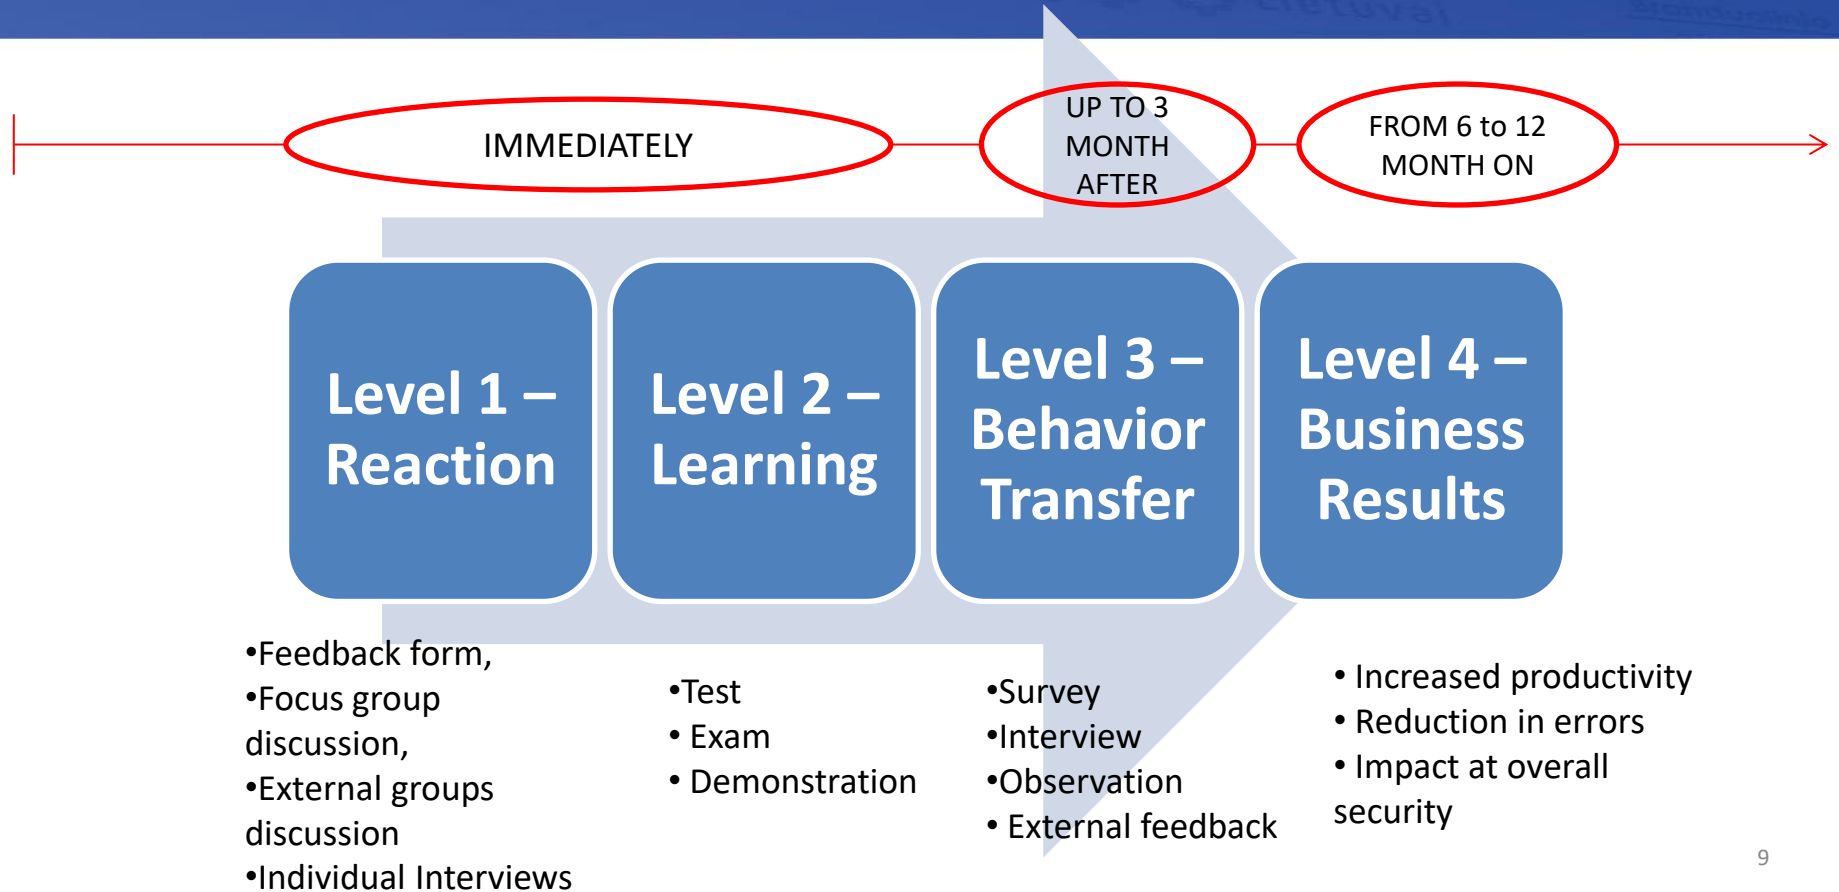 Lietuvai
IMMEDIATELY
UP TO 3
MONTH
AFTER
FROM 6 to 12
MONTH ON
Level 1 –
Reaction
Level 2 –
Learning
Level 3 –
Behavior
Transfer
Level 4 –
Business
Results
•Feedback form,
•Focus group
discussion,
•External groups
discussion
•Individual Interviews
•Test
• Exam
• Demonstration
•Survey
•Interview
•Observation
• External feedback
• Increased productivity
• Reduction in errors
• Impact at overall
security
9